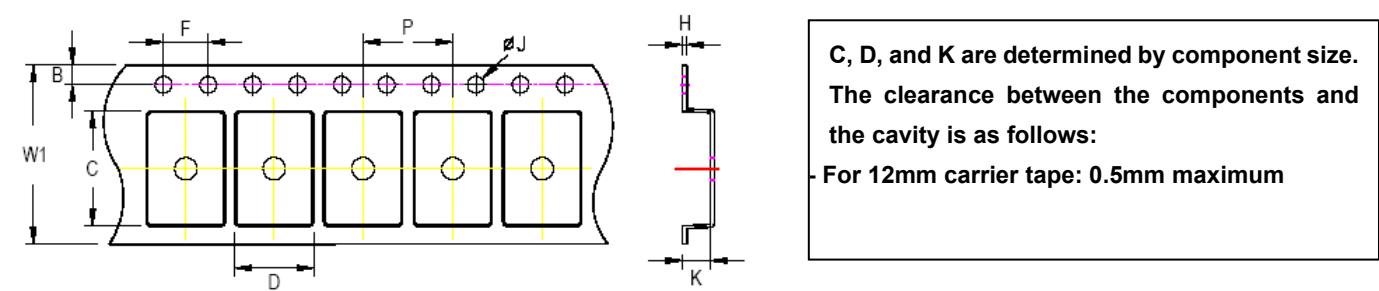 F
P
øJ
B
W1
C
D
H
K
C, D, and K are determined by component size.
The clearance between the components and
the cavity is as follows:
- For 12mm carrier tape: 0.5mm maximum